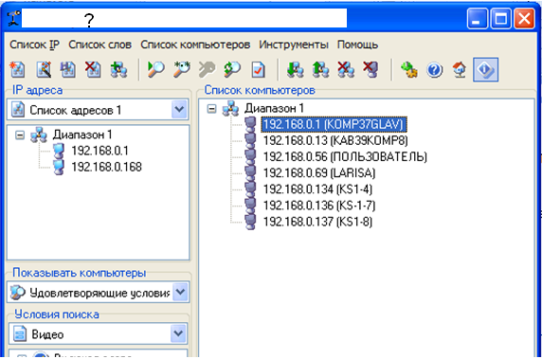 ?
Список IP Список слов Список компьютеров Инструменты Помощь
IP адреса
Список адресов 1
Диапазон 1
192.168.0.1
192.168.0.168
Показывать компьютеры
Удовлетворяющие условия
Условия поиска
Видео
Список компьютеров
Диапазон 1
192.168.0.1 (KOMP37GLAV)
192.168.0.13 (KAB39KOMP8)
192.168.0.56 (ПОЛЬЗОВАТЕЛЬ)
192.168.0.69 (LARISA)
192.168.0.134 (KS1-4)
192.168.0.136 (KS-1-7)
192.168.0.137 (KS1-8)